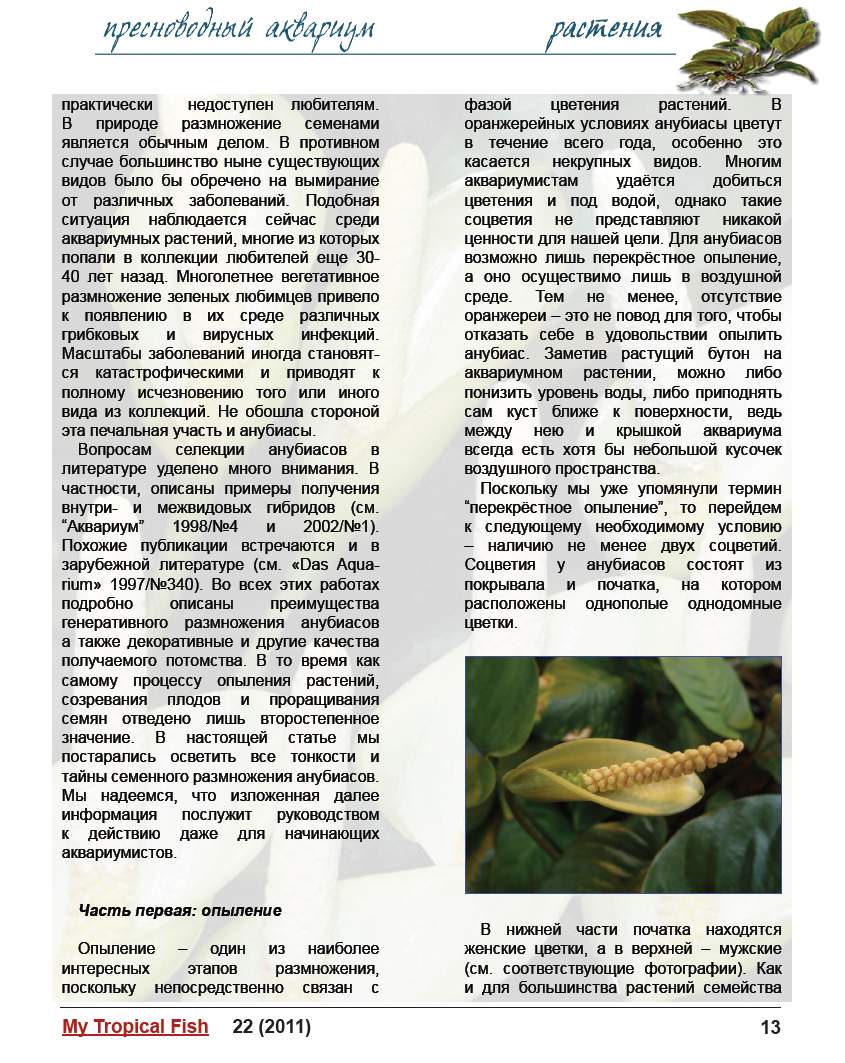 пресноводный аквариум
растения
практически недоступен любителям.
В природе размножение семенами
является обычным делом. В противном
случае большинство ныне существующих
видов было бы обречено на вымирание
от различных заболеваний. Подобная
ситуация наблюдается сейчас среди
аквариумных растений, многие из которых
попали в коллекции любителей еще 30-
40 лет назад. Многолетнее вегетативное
размножение зеленых любимцев привело
к появлению в их среде различных
грибковых и вирусных инфекций.
Масштабы заболеваний иногда становят-
ся катастрофическими и приводят к
полному исчезновению того или иного
вида из коллекций. Не обошла стороной
эта печальная участь и анубиасы.
Вопросам селекции анубиасов в
литературе уделено много внимания. В
частности, описаны примеры получения
внутри- и межвидовых гибридов (см.
“Аквариум” 1998/№4 и 2002/№1).
Похожие публикации встречаются и в
зарубежной литературе (см. «Das Aqua-
rium» 1997/№340). Во всех этих работах
подробно описаны преимущества
генеративного размножения анубиасов
а также декоративные и другие качества
получаемого потомства. В то время как
самому процессу опыления растений,
созревания плодов и проращивания
семян отведено лишь второстепенное
значение. В настоящей статье мы
постарались осветить все тонкости и
тайны семенного размножения анубиасов.
Мы надеемся, что изложенная далее
информация послужит руководством
к действию даже для начинающих
аквариумистов.
Часть первая: опыление
Опыление – один из наиболее
интересных этапов размножения,
поскольку непосредственно связан с
фазой цветения растений. В
оранжерейных условиях анубиасы цветут
в течение всего года, особенно это
касается некрупных видов. Многим
аквариумистам удаётся добиться
цветения и под водой, однако такие
соцветия не представляют никакой
ценности для нашей цели. Для анубиасов
возможно лишь перекрёстное опыление,
а оно осуществимо лишь в воздушной
среде. Тем не менее, отсутствие
оранжереи – это не повод для того, чтобы
отказать себе в удовольствии опылить
анубиас. Заметив растущий бутон на
аквариумном растении, можно либо
понизить уровень воды, либо приподнять
сам куст ближе к поверхности, ведь
между нею и крышкой аквариума
всегда есть хотя бы небольшой кусочек
воздушного пространства.
Поскольку мы уже упомянули термин
“перекрёстное опыление”, то перейдем
к следующему необходимому условию
– наличию не менее двух соцветий.
Соцветия у анубиасов состоят из
покрывала и початка, на котором
расположены однополые однодомные
цветки.
В нижней части початка находятся
женские цветки, а в верхней – мужские
(см. соответствующие фотографии). Как
и для большинства растений семейства
My Tropical Fish 22 (2011)
13